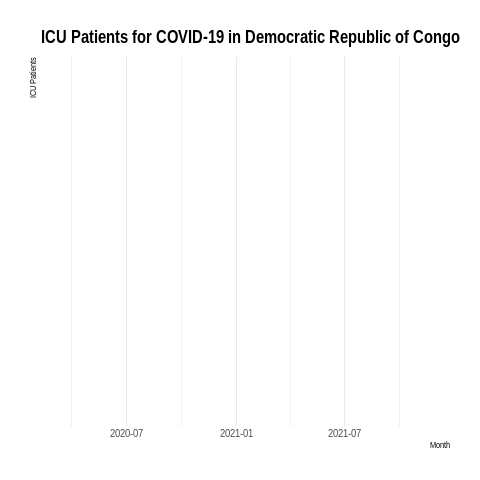 ICU Patients for COVID-19 in Democratic Republic of Congo
ICU Patients
2020-07
2021-01
2021-07
Month